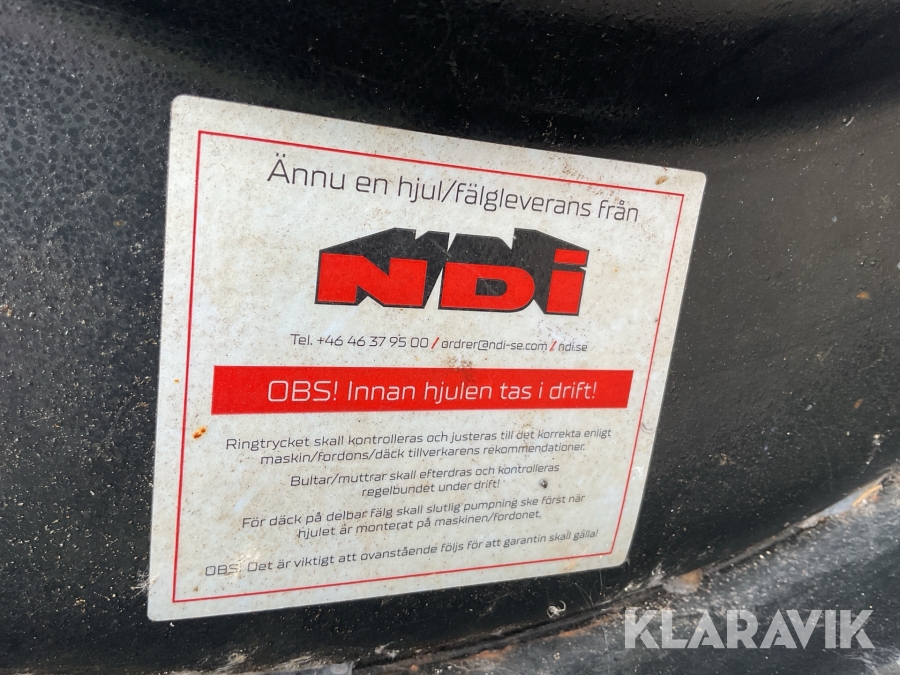 Ännu en hjul/fälgleverans från
NDi
Tel. +46 46 37 95 00 / ordrer@ndi-se.com / ndi.se
OBS! Innan hjulen tas i drift!
Ringtrycket skall kontrolleras och justeras till det korrekta enligt
maskin/fordons/däck tillverkarens rekommendationer.
Bultar/muttrar skall efterdras och kontrolleras
regelbundet under drift!
För däck på delbar fälg skall slutlig pumpning ske först när
hjulet är monterat på maskinen/fordonet.
OBS! Det är viktigt att ovanstående följs för att garantin skall gälla!
KLARAVIK